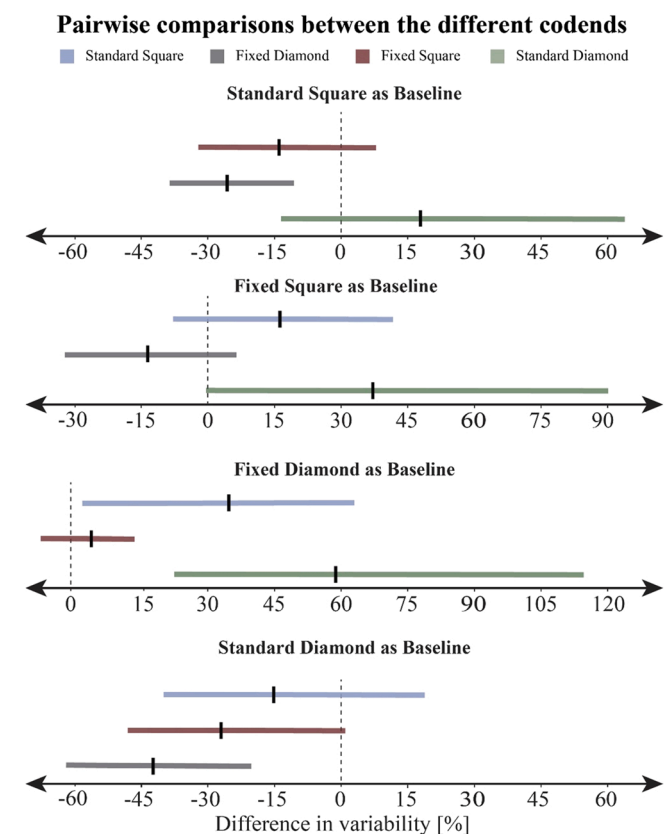 Pairwise comparisons between the different codends
Standard Square Fixed Diamond Fixed Square Standard Diamond
Standard Square as Baseline
-60 -45 -30 -15 0 15 30 45 60
Fixed Square as Baseline
-30 -15 0 15 30 45 60 75 90
Fixed Diamond as Baseline
0 15 30 45 60 75 90 105 120
Standard Diamond as Baseline
-60 -45 -30 -15 0 15 30 45 60
Difference in variability [%]